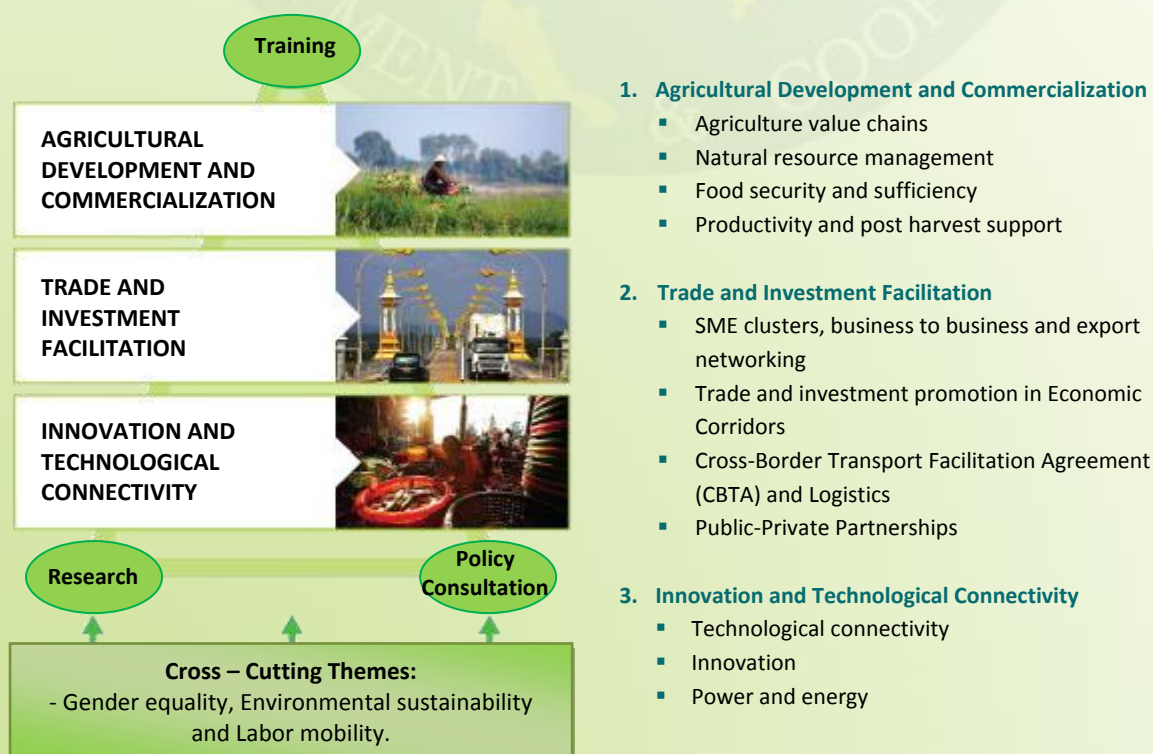 Training
AGRICULTURAL
DEVELOPMENT AND
COMMERCIALIZATION
TRADE AND
INVESTMENT
FACILITATION
INNOVATION AND
TECHNOLOGICAL
CONNECTIVITY
Research
Policy
Consultation
Cross – Cutting Themes:
- Gender equality, Environmental sustainability
and Labor mobility.
MENT & COOP
1. Agricultural Development and Commercialization
▪ Agriculture value chains
▪ Natural resource management
▪ Food security and sufficiency
▪ Productivity and post harvest support
2. Trade and Investment Facilitation
▪ SME clusters, business to business and export
networking
▪ Trade and investment promotion in Economic
Corridors
▪ Cross-Border Transport Facilitation Agreement
(CBTA) and Logistics
▪ Public-Private Partnerships
3. Innovation and Technological Connectivity
▪ Technological connectivity
▪ Innovation
▪ Power and energy